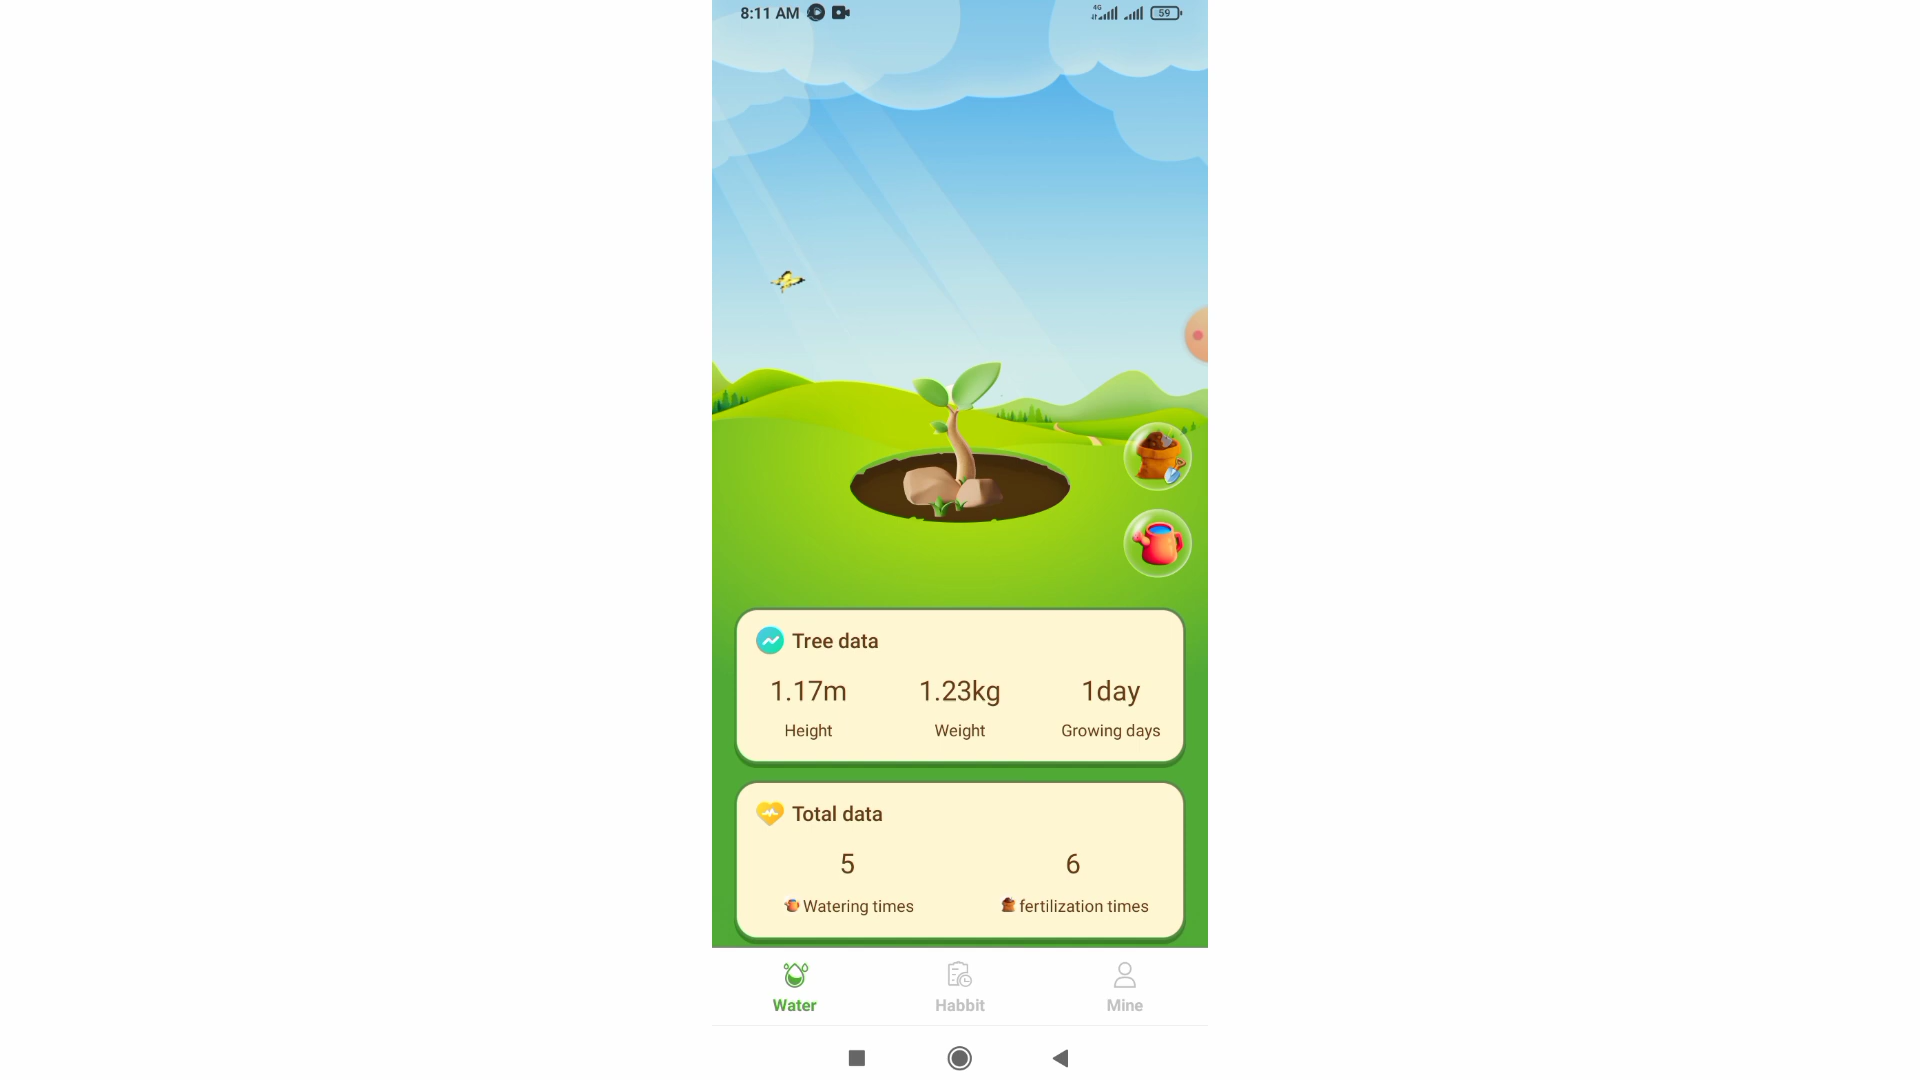 8:11 AM
4G
59
Tree data
1.17m 1.23kg 1day
Height Weight Growing days
Total data
5 6
Watering times fertilization times
Water Habbit Mine